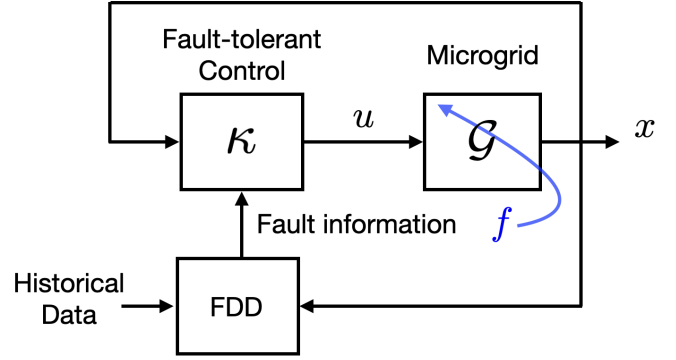 Fault-tolerant
Control
Microgrid
𝒦
u
𝒢
x
f
Fault information
Historical
Data
FDD